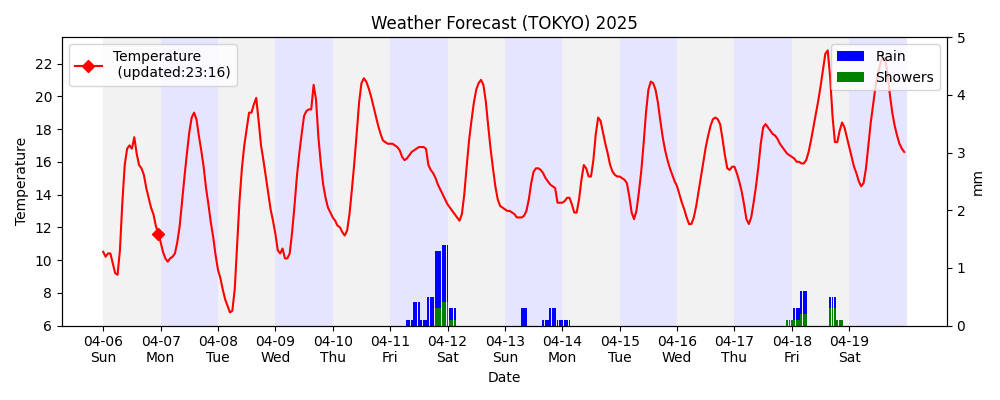 Weather Forecast (TOKYO) 2025
Temperature
(updated:23:16)
Rain
Showers
Temperature
22
20
18
16
14
12
10
8
6
5
4
3
2
1
0
mm
04-06 04-07 04-08 04-09 04-10 04-11 04-12 04-13 04-14 04-15 04-16 04-17 04-18 04-19
Sun Mon Tue Wed Thu Fri Sat Sun Mon Tue Wed Thu Fri Sat
Date